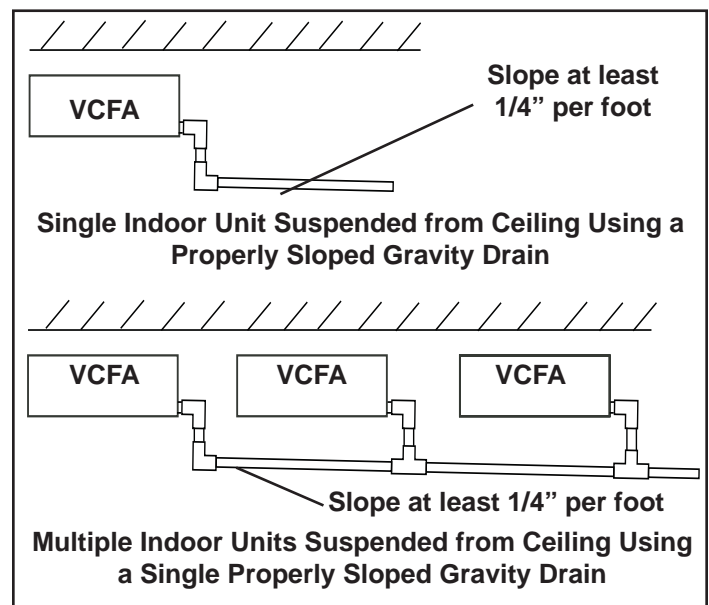 VCFA
Slope at least
1/4” per foot
Single Indoor Unit Suspended from Ceiling Using a
Properly Sloped Gravity Drain
VCFA
VCFA
VCFA
Slope at least 1/4” per foot
Multiple Indoor Units Suspended from Ceiling Using
a Single Properly Sloped Gravity Drain